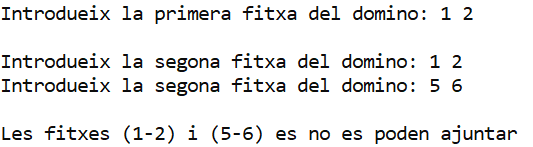 Introdueix la primera fitxa del domino: 1 2
Introdueix la segona fitxa del domino: 1 2
Introdueix la segona fitxa del domino: 5 6
Les fitxes (1-2) i (5-6) es no es poden ajuntar